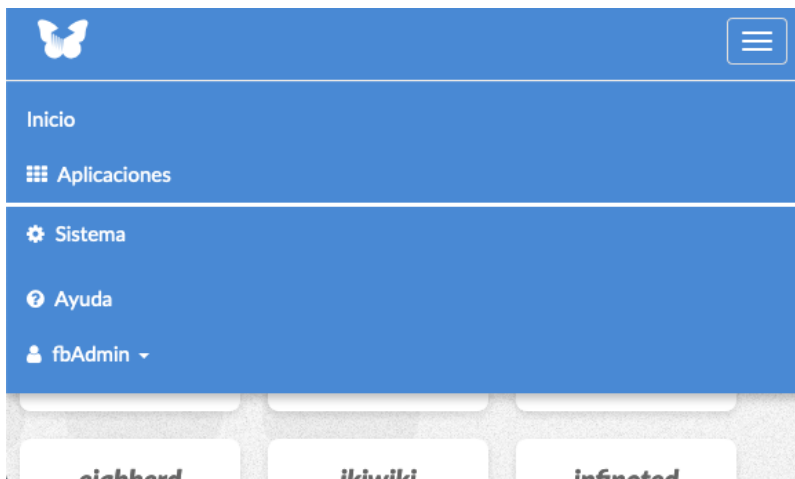 Inicio
Aplicaciones
Sistema
Ayuda
fbAdmin
ikiwiki